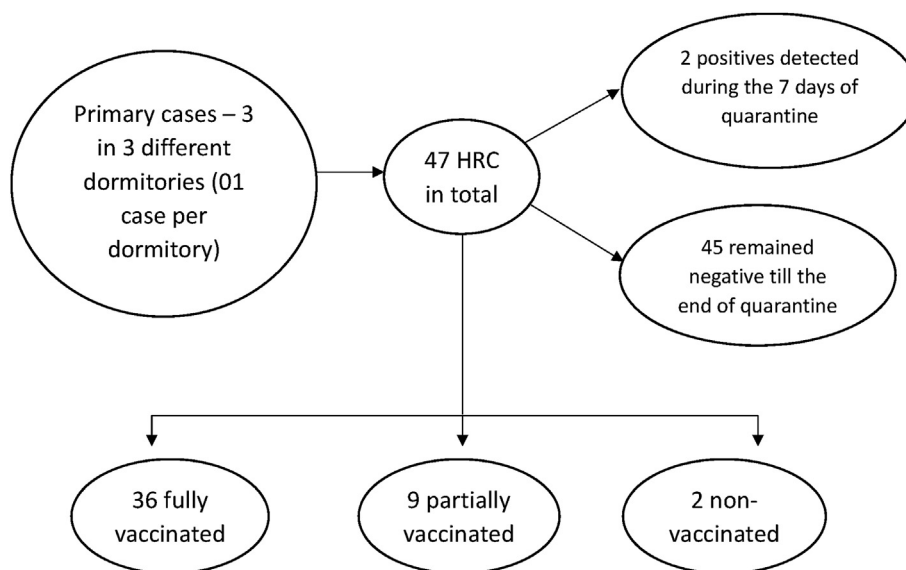 Primary cases – 3
in 3 different
dormitories (01
case per
dormitory)
47 HRC
in total
2 positives detected
during the 7 days of
quarantine
45 remained
negative till the
end of quarantine
36 fully
vaccinated
9 partially
vaccinated
2 non-
vaccinated